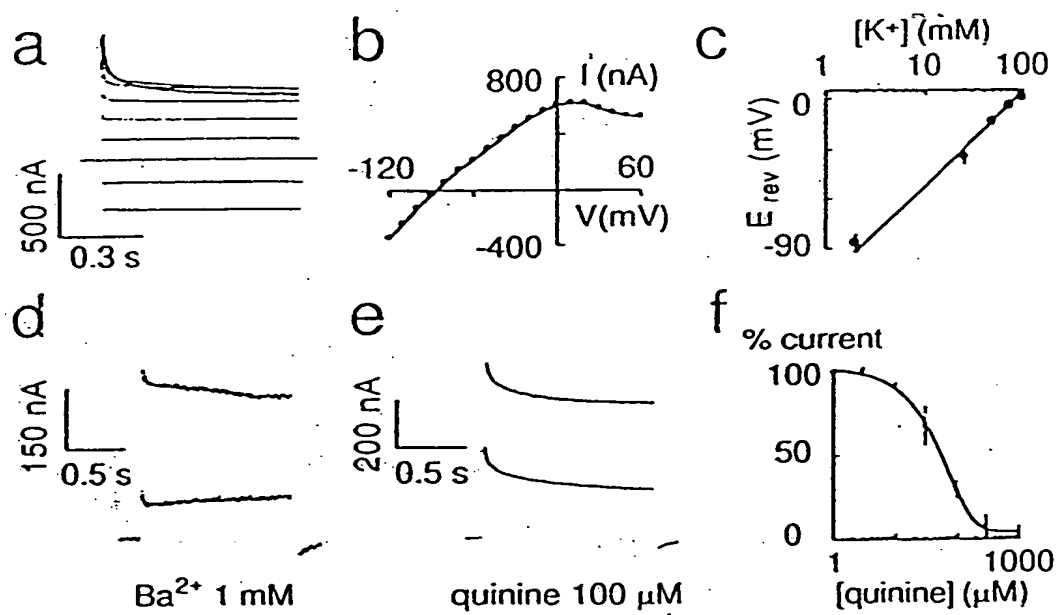 a
500 nA
0.3 s
b
800
I (nA)
-120
60
V(mV)
-400
c
[K+] (mM)
1
10
100
0
E rev (mV)
-90
d
150 nA
0.5 s
Ba²⁺ 1 mM
e
200 nA
0.5 s
quinine 100 µM
f
% current
100
50
0
1
1000
[quinine] (µM)